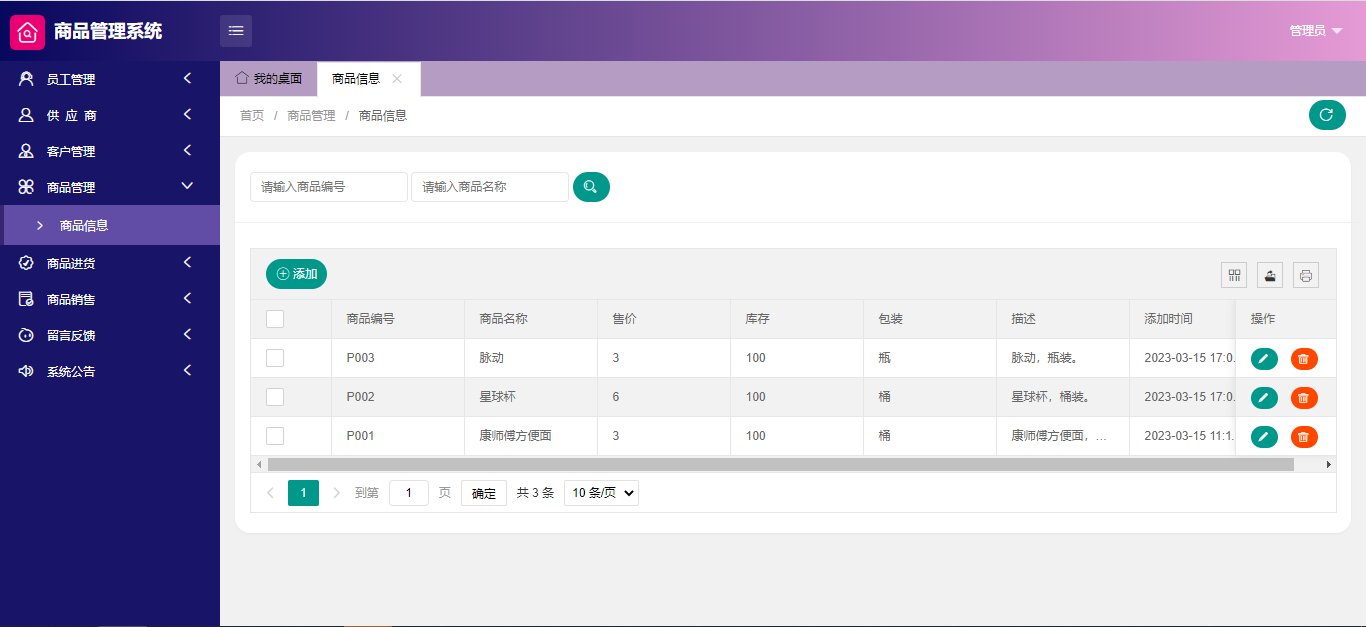 商品管理系统
管理员
员工管理
供 应 商
客户管理
商品管理
商品信息
商品进货
商品销售
留言反馈
系统公告
我的桌面 商品信息
首页 / 商品管理 / 商品信息
请输入商品编号 请输入商品名称
添加
商品编号 商品名称 售价 库存 包装 描述 添加时间 操作
P003 脉动 3 100 瓶 脉动，瓶装。 2023-03-15 17:0.
P002 星球杯 6 100 桶 星球杯，桶装。 2023-03-15 17:0.
P001 康师傅方便面 3 100 桶 康师傅方便面，... 2023-03-15 11:1.
1 到第 1 页 确定 共 3 条 10 条/页